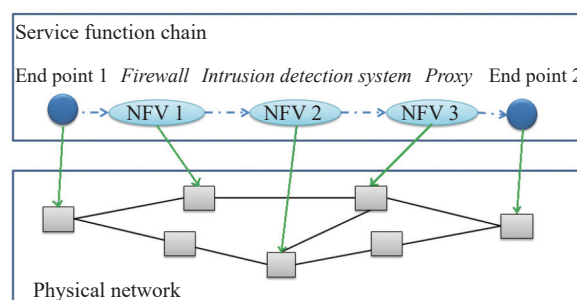 Service function chain
End point 1 Firewall Intrusion detection system Proxy End point 2
NFV 1 NFV 2 NFV 3
Physical network